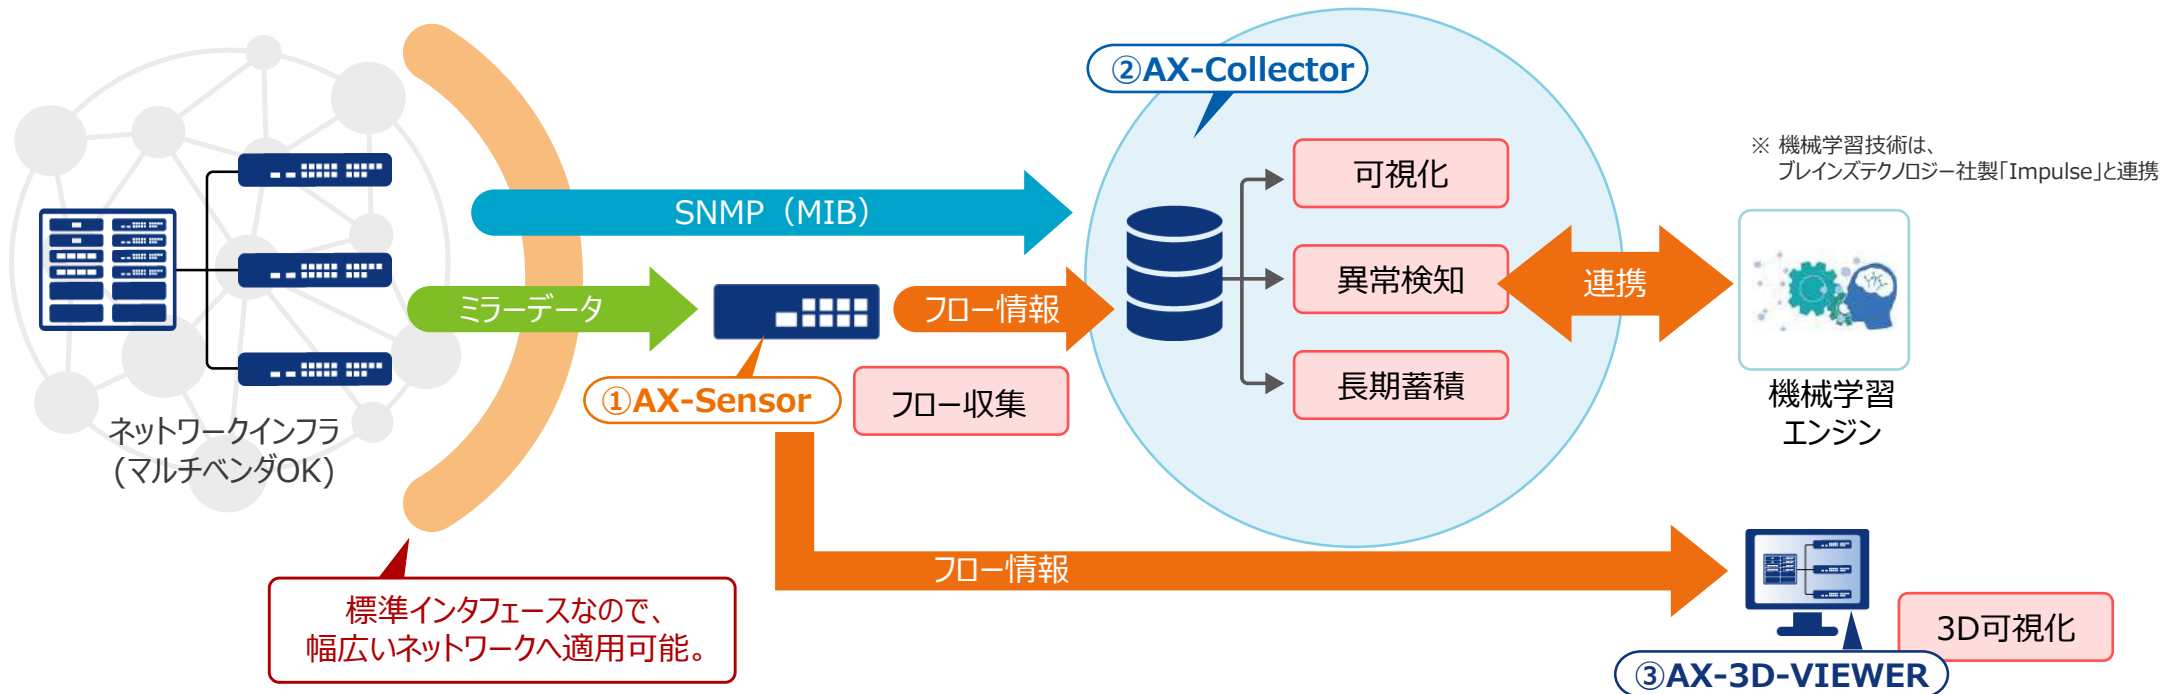 ②AX-Collector
※ 機械学習技術は、
ブレインズテクノロジー社製「Impulse」と連携
可視化
SNMP（MIB）
異常検知
連携
ミラーデータ
フロー情報
長期蓄積
①AX-Sensor
フロー収集
機械学習
エンジン
ネットワークインフラ
(マルチベンダOK)
フロー情報
標準インタフェースなので、
幅広いネットワークへ適用可能。
3D可視化
③AX-3D-VIEWER